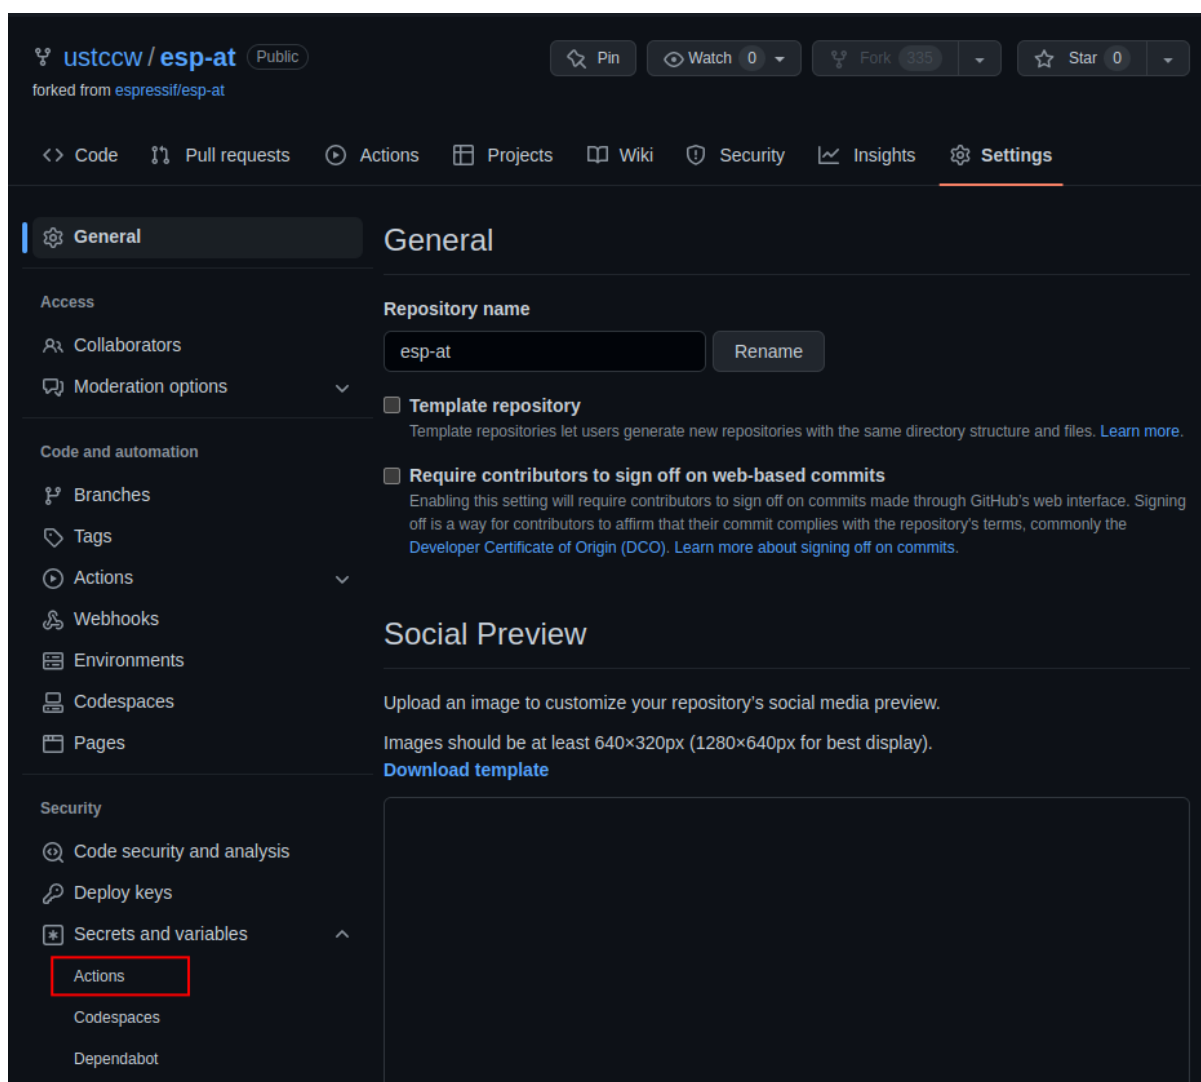 ustccw / esp-at Public
Pin
Watch 0
Fork 335
Star 0
forked from espressif/esp-at
Code
Pull requests
Actions
Projects
Wiki
Security
Insights
Settings
General
Access
Collaborators
Moderation options
Code and automation
Branches
Tags
Actions
Webhooks
Environments
Codespaces
Pages
Security
Code security and analysis
Deploy keys
Secrets and variables
Actions
Codespaces
Dependabot
General
Repository name
esp-at
Rename
Template repository
Template repositories let users generate new repositories with the same directory structure and files. Learn more.
Require contributors to sign off on web-based commits
Enabling this setting will require contributors to sign off on commits made through GitHub's web interface. Signing
off is a way for contributors to affirm that their commit complies with the repository's terms, commonly the
Developer Certificate of Origin (DCO). Learn more about signing off on commits.
Social Preview
Upload an image to customize your repository's social media preview.
Images should be at least 640×320px (1280×640px for best display).
Download template